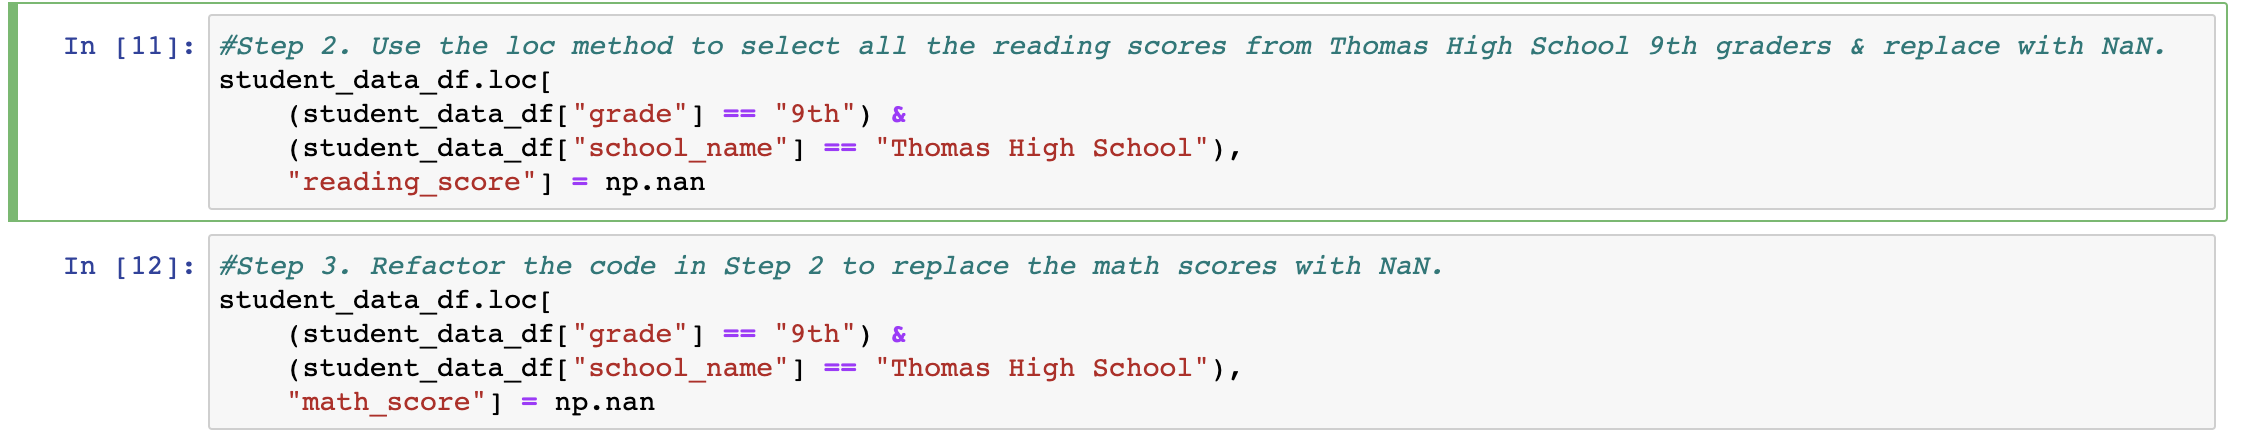 In [11]: #Step 2. Use the loc method to select all the reading scores from Thomas High School 9th graders & replace with NaN.
student_data_df.loc[
    (student_data_df["grade"] == "9th") &
    (student_data_df["school_name"] == "Thomas High School"),
    "reading_score"] = np.nan
In [12]: #Step 3. Refactor the code in Step 2 to replace the math scores with NaN.
student_data_df.loc[
    (student_data_df["grade"] == "9th") &
    (student_data_df["school_name"] == "Thomas High School"),
    "math_score"] = np.nan